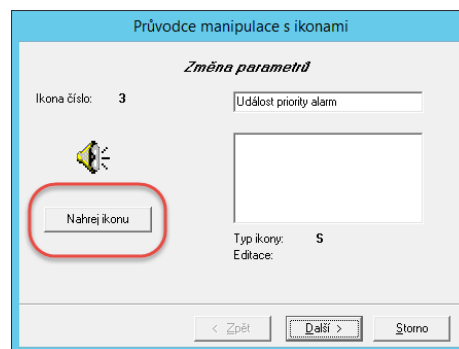 Průvodce manipulace s ikonami
Změna parametrů
Ikona číslo: 3
Událost priority alarm
Nahrej ikonu
Typ ikony: S
Editace:
< Zpět
Další >
Storno